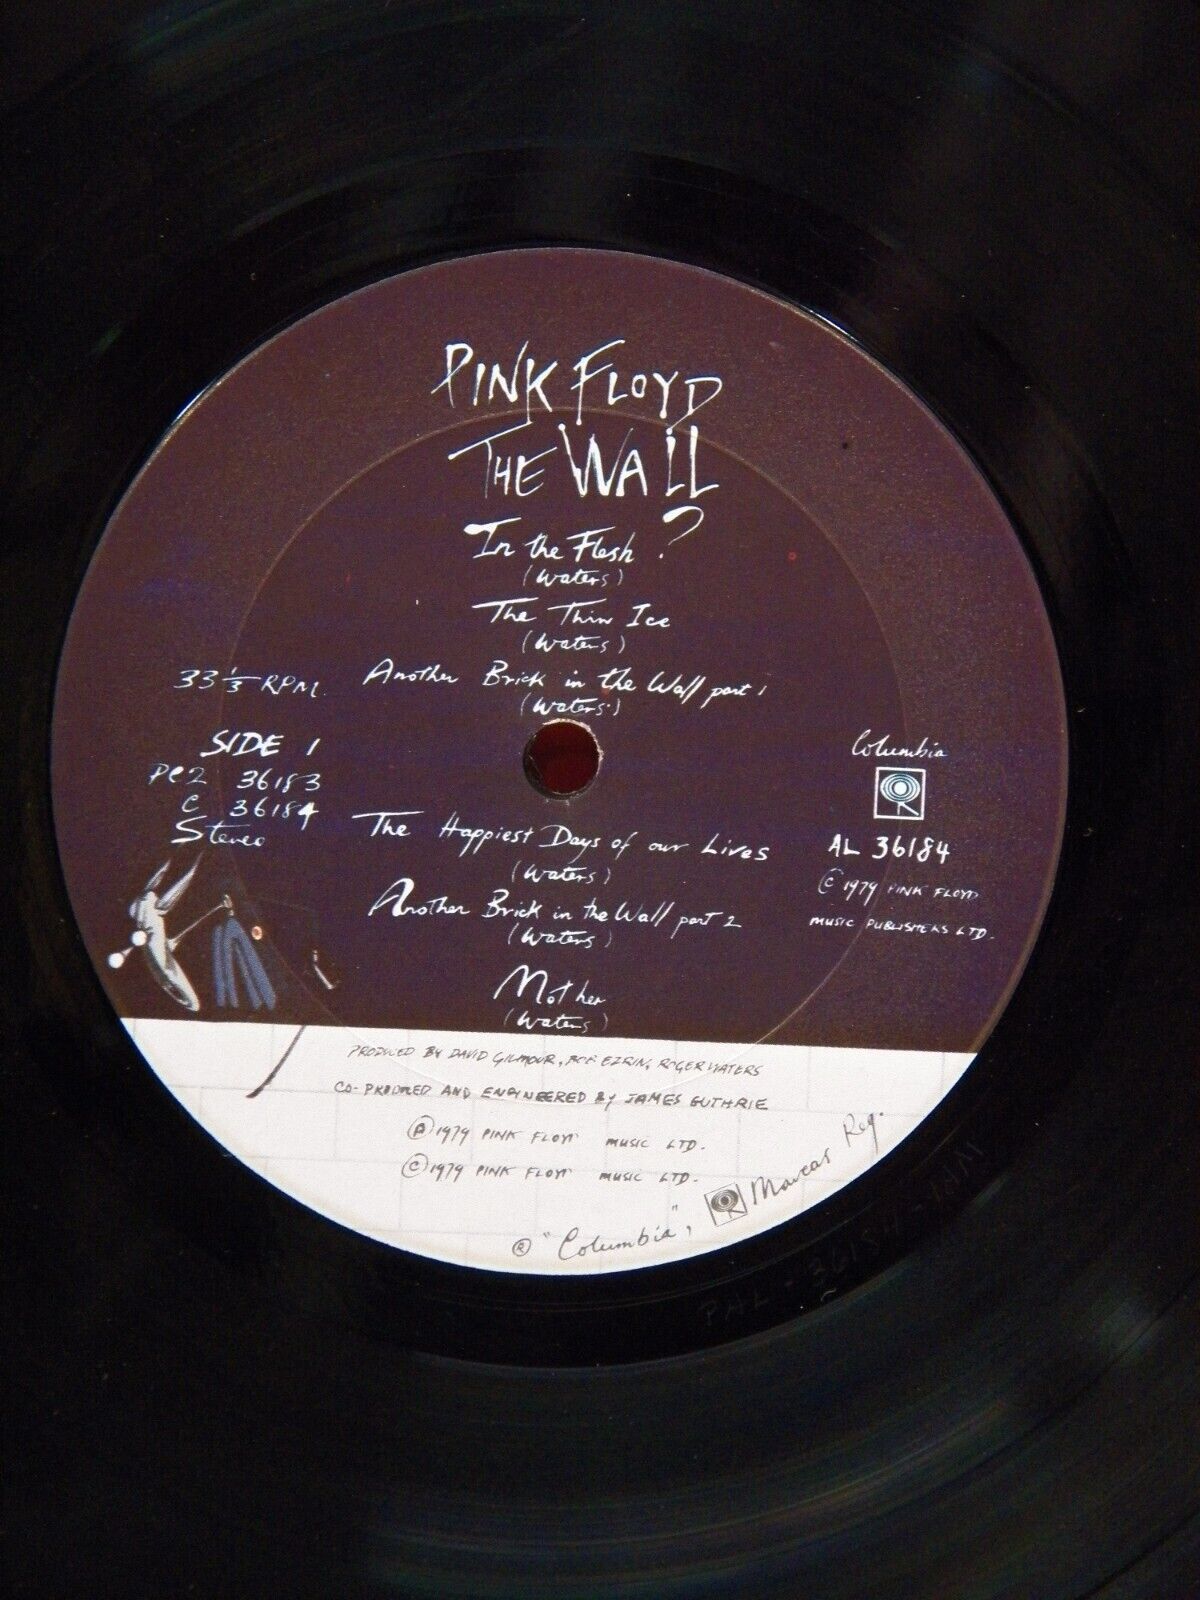 PINK FLOYD
THE WALL
In the Flesh ?
(Waters)
The Thin Ice
(Waters)
Another Brick in the Wall part 1
(Waters)
33 1/3 RPM.
SIDE 1
PC2 36183
C 36184
Stereo
Columbia
AL 36184
© 1979 PINK FLOYD
MUSIC PUBLISHERS LTD.
The Happiest Days of our Lives
(Waters)
Another Brick in the Wall part 2
(Waters)
Mother
(Waters)
PRODUCED BY DAVID GILMOUR, BOB EZRIN, ROGER WATERS
CO-PRODUCED AND ENGINEERED BY JAMES GUTHRIE
Ⓟ 1979 PINK FLOYD MUSIC LTD.
© 1979 PINK FLOYD MUSIC LTD.
® "Columbia", Marcas Reg.